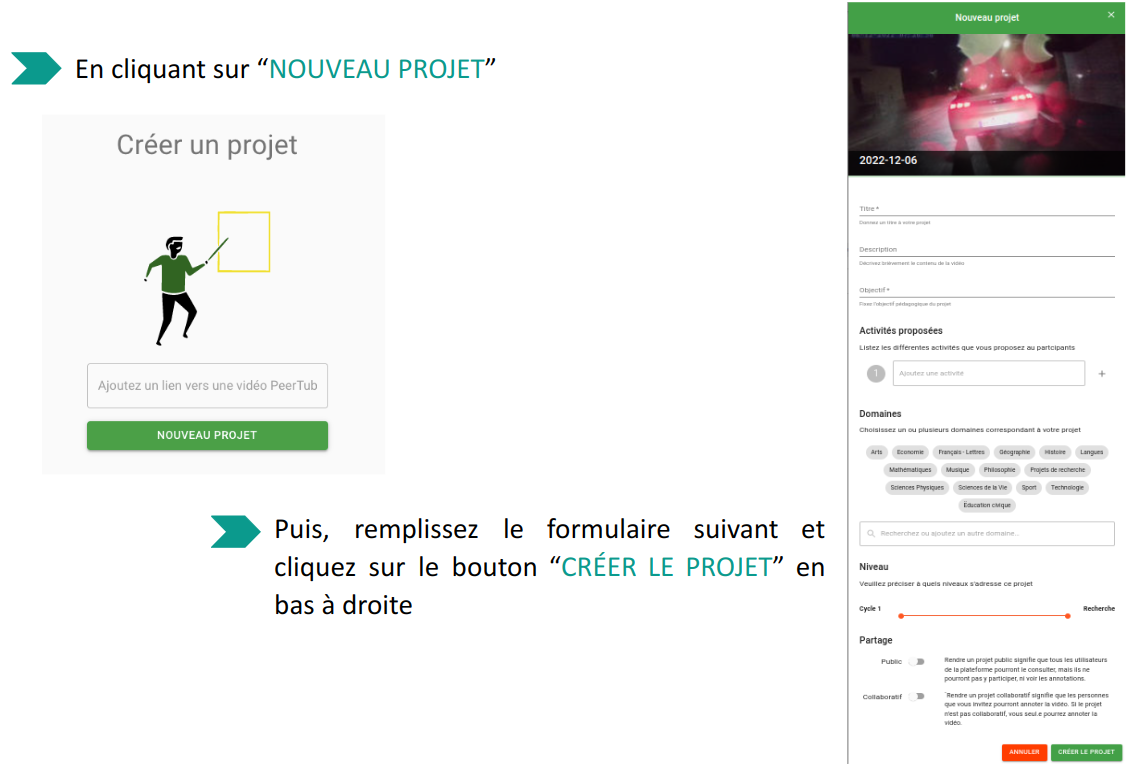 En cliquant sur “NOUVEAU PROJET”
Créer un projet
Ajoutez un lien vers une vidéo PeerTub
NOUVEAU PROJET
Puis, remplissez le formulaire suivant et
cliquez sur le bouton “CRÉER LE PROJET” en
bas à droite
Nouveau projet
2022-12-06
Titre *
Donnez un titre à votre projet
Description
Décrivez brièvement le contenu de la vidéo
Objectif *
Fixer l'objectif pédagogique du projet
Activités proposées
Listez les différentes activités que vous proposez au partcipants
1 Ajoutez une activité +
Domaines
Choisissez un ou plusieurs domaines correspondant à votre projet
Arts Economie Français - Lettres Géographie Histoire Langues
Mathématiques Musique Philosophie Projets de recherche
Sciences Physiques Sciences de la Vie Sport Technologie
Éducation civique
Recherchez ou ajoutez un autre domaine...
Niveau
Veuillez préciser à quels niveaux s'adresse ce projet
Cycle 1 Recherche
Partage
Public
Rendre un projet public signifie que tous les utilisateurs
de la plateforme pourront le consulter, mais ils ne
pourront pas y participer, ni voir les annotations.
Collaboratif
`Rendre un projet collaboratif signifie que les personnes
que vous invitez pourront annoter la vidéo. Si le projet
n'est pas collaboratif, vous seul.e pourrez annoter la
vidéo.
ANNULER CRÉER LE PROJET